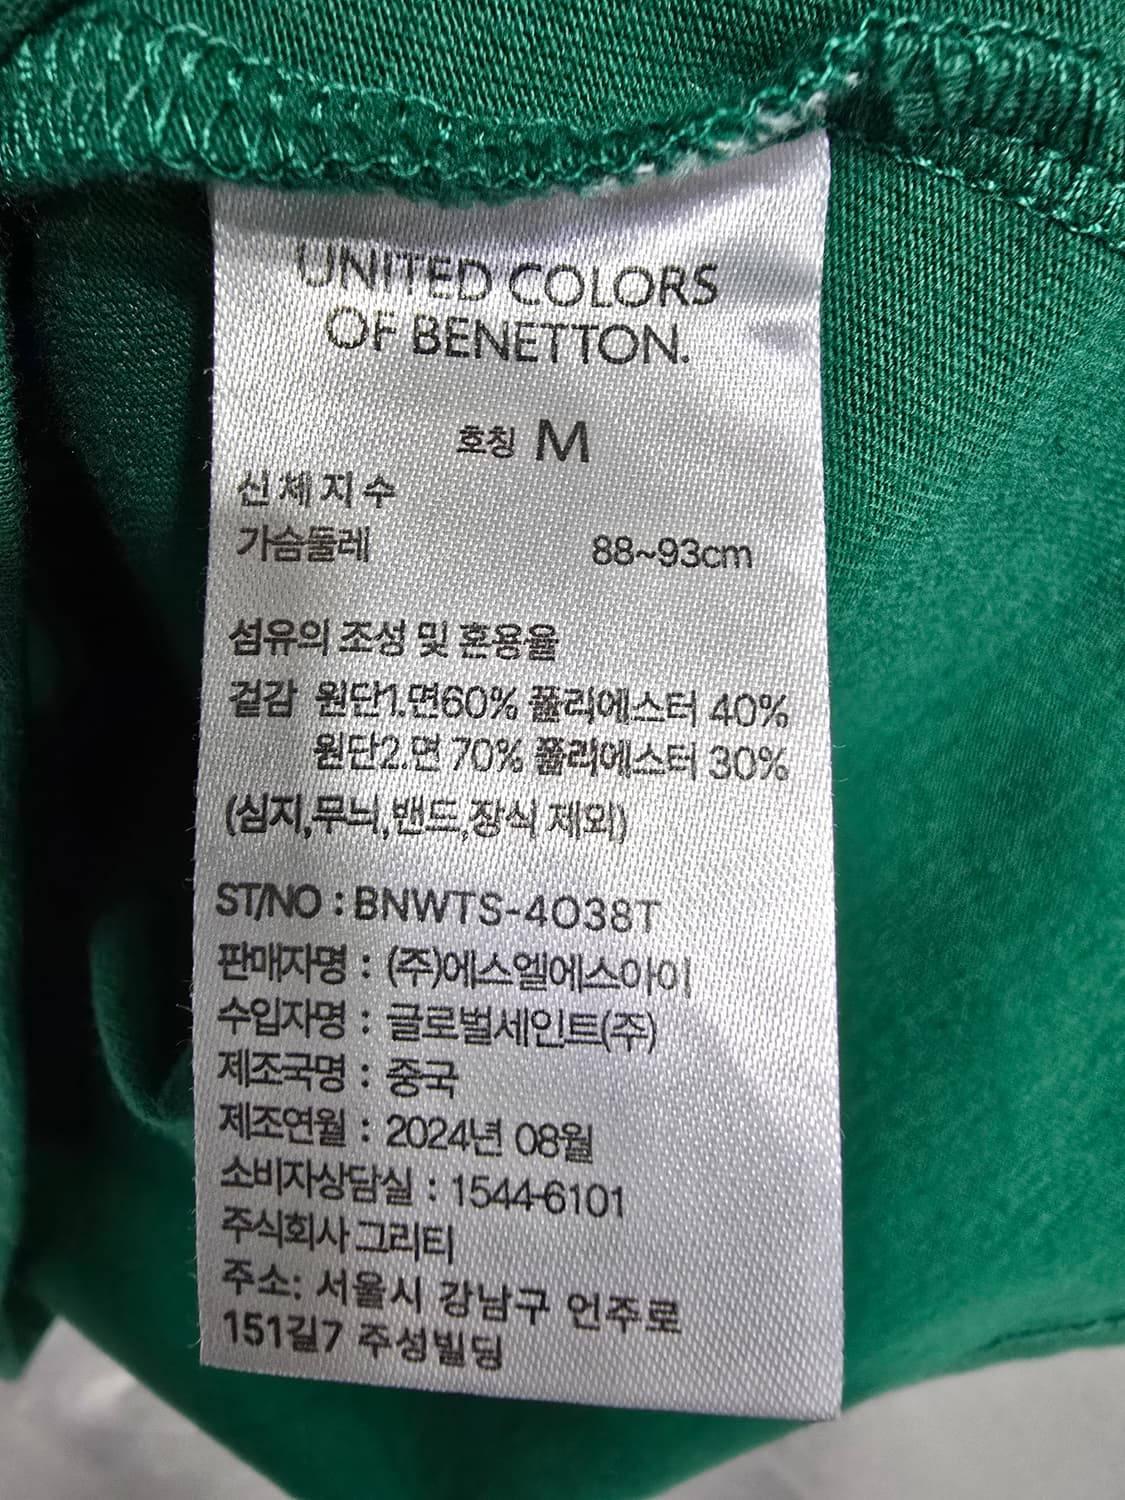 UNITED COLORS
OF BENETTON.
호칭 M
신체지수
가슴둘레 88~93cm
섬유의 조성 및 혼용율
겉감 원단1.면60% 폴리에스터 40%
원단2.면 70% 폴리에스터 30%
(심지,무늬,밴드,장식 제외)
ST/NO : BNWTS-4O38T
판매자명 : (주)에스엘에스아이
수입자명 : 글로벌세인트(주)
제조국명 : 중국
제조연월 : 2024년 08월
소비자상담실 : 1544-6101
주식회사 그리티
주소: 서울시 강남구 언주로
151길7 주성빌딩